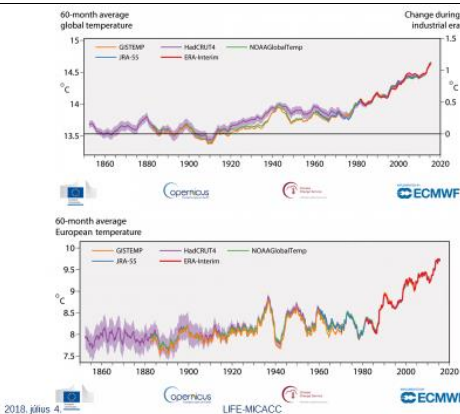 60-month average
global temperature
Change during
industrial era
GISTEMP HadCRUT4 NOAAGlobalTemp
JRA-55 ERA-Interim
15
14.5
14
13.5
°C
1.5
1
0.5
0
°C
1860 1880 1900 1920 1940 1960 1980 2000 2020
opernicus
ECMWF
60-month average
European temperature
GISTEMP HadCRUT4 NOAAGlobalTemp
JRA-55 ERA-Interim
10
9.5
9
8.5
8
7.5
°C
1860 1880 1900 1920 1940 1960 1980 2000 2020
opernicus
ECMWF
2018. július 4.
LIFE-MICACC